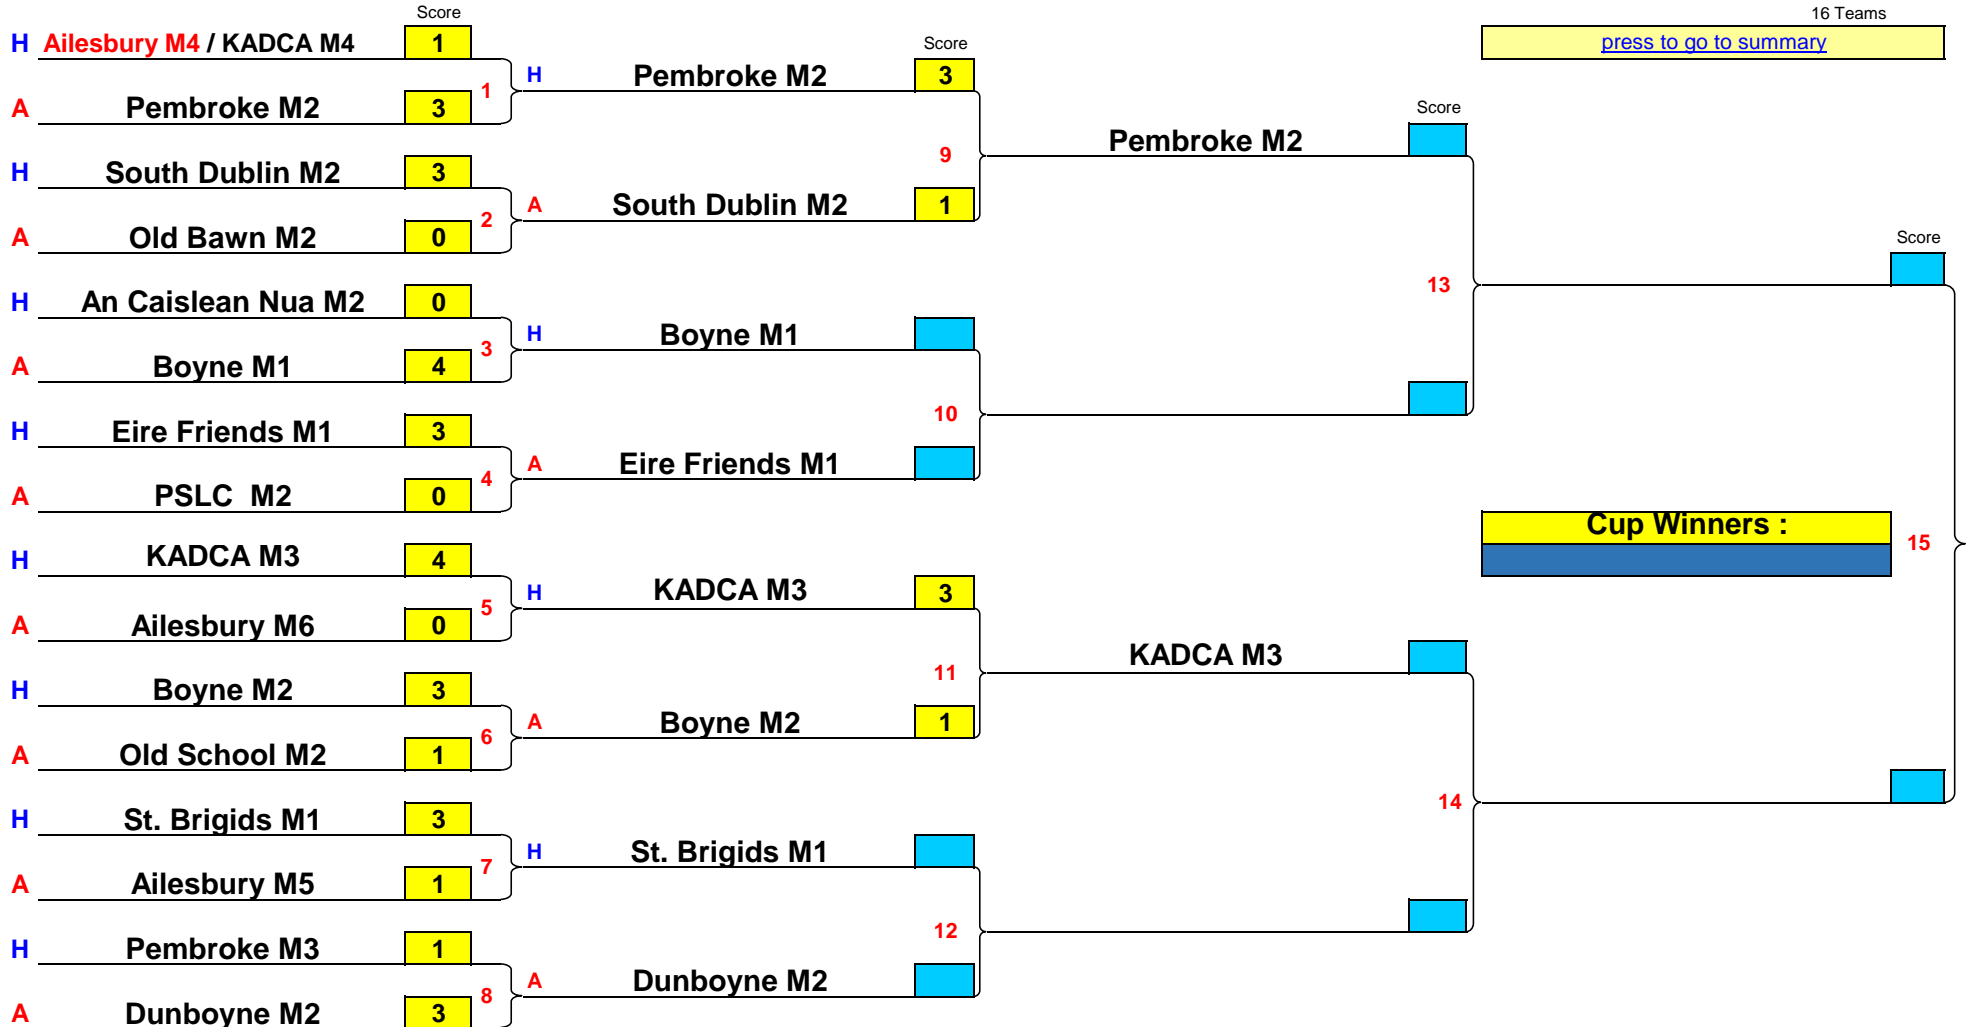 Score
16 Teams
H Ailesbury M4 / KADCA M4 1
Score
press to go to summary
H Pembroke M2 3
1
A Pembroke M2 3
Score
Pembroke M2
9
H South Dublin M2 3
A South Dublin M2 1
2
A Old Bawn M2 0
Score
13
H An Caislean Nua M2 0
H Boyne M1
3
A Boyne M1 4
10
H Eire Friends M1 3
A Eire Friends M1
4
A PSLC  M2 0
Cup Winners :
15
H KADCA M3 4
H KADCA M3 3
5
A Ailesbury M6 0
KADCA M3
11
H Boyne M2 3
A Boyne M2 1
6
A Old School M2 1
14
H St. Brigids M1 3
H St. Brigids M1
7
A Ailesbury M5 1
12
H Pembroke M3 1
A Dunboyne M2
8
A Dunboyne M2 3